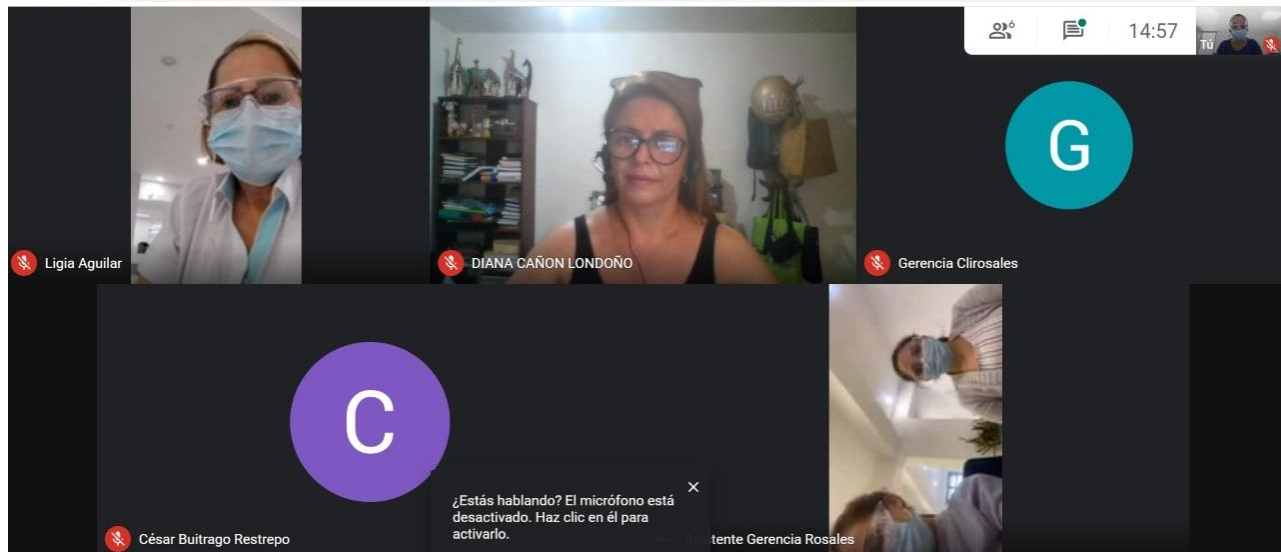 6
14:57
Tú
G
Ligia Aguilar
DIANA CAÑON LONDOÑO
Gerencia Clirosales
C
¿Estás hablando? El micrófono está
desactivado. Haz clic en él para
activarlo.
César Buitrago Restrepo
tente Gerencia Rosales